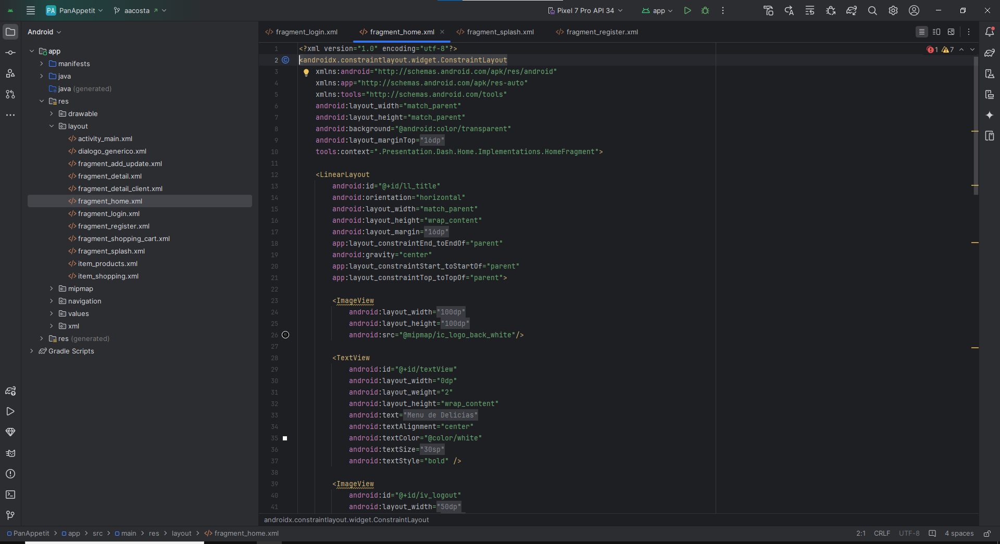 PA PanAppetit aacosta Pixel 7 Pro API 34 app
Android
app
manifests
java
java (generated)
res
drawable
layout
activity_main.xml
dialogo_generico.xml
fragment_add_update.xml
fragment_detail.xml
fragment_detail_client.xml
fragment_home.xml
fragment_login.xml
fragment_register.xml
fragment_shopping_cart.xml
fragment_splash.xml
item_products.xml
item_shopping.xml
mipmap
navigation
values
xml
res (generated)
Gradle Scripts
fragment_login.xml fragment_home.xml fragment_splash.xml fragment_register.xml
1 7
1 <?xml version="1.0" encoding="utf-8"?>
2 <androidx.constraintlayout.widget.ConstraintLayout
3 xmlns:android="http://schemas.android.com/apk/res/android"
4 xmlns:app="http://schemas.android.com/apk/res-auto"
5 xmlns:tools="http://schemas.android.com/tools"
6 android:layout_width="match_parent"
7 android:layout_height="match_parent"
8 android:background="@android:color/transparent"
9 android:layout_marginTop="16dp"
10 tools:context=".Presentation.Dash.Home.Implementations.HomeFragment">
11
12 <LinearLayout
13 android:id="@+id/ll_title"
14 android:orientation="horizontal"
15 android:layout_width="match_parent"
16 android:layout_height="wrap_content"
17 android:layout_margin="16dp"
18 app:layout_constraintEnd_toEndOf="parent"
19 android:gravity="center"
20 app:layout_constraintStart_toStartOf="parent"
21 app:layout_constraintTop_toTopOf="parent">
22
23 <ImageView
24 android:layout_width="100dp"
25 android:layout_height="100dp"
26 android:src="@mipmap/ic_logo_back_white"/>
27
28 <TextView
29 android:id="@+id/textView"
30 android:layout_width="0dp"
31 android:layout_weight="2"
32 android:layout_height="wrap_content"
33 android:text="Menu de Delicias"
34 android:textAlignment="center"
35 android:textColor="@color/white"
36 android:textSize="30sp"
37 android:textStyle="bold" />
38
39 <ImageView
40 android:id="@+id/iv_logout"
41 android:layout_width="50dp"
androidx.constraintlayout.widget.ConstraintLayout
PanAppetit > app > src > main > res > layout > fragment_home.xml
2:1 CRLF UTF-8 4 spaces